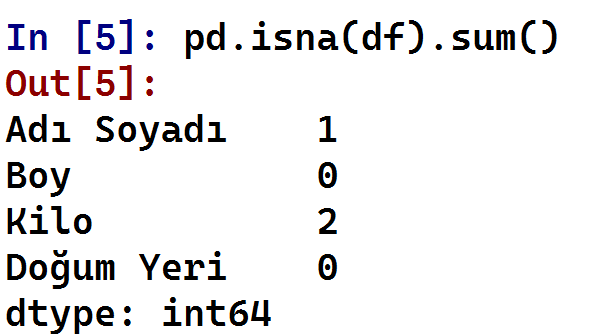 In [5]: pd.isna(df).sum()
Out[5]:
Adı Soyadı    1
Boy           0
Kilo          2
Doğum Yeri    0
dtype: int64